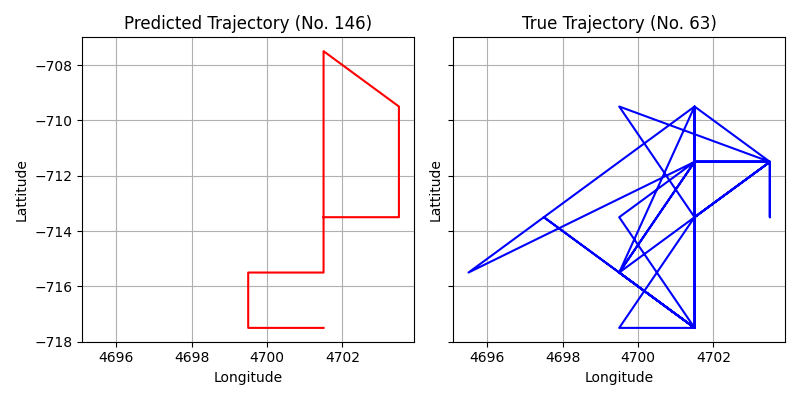 Predicted Trajectory (No. 146)
True Trajectory (No. 63)
Lattitude
−708
−710
−712
−714
−716
−718
4696
4698
4700
4702
Longitude
Lattitude
4696
4698
4700
4702
Longitude